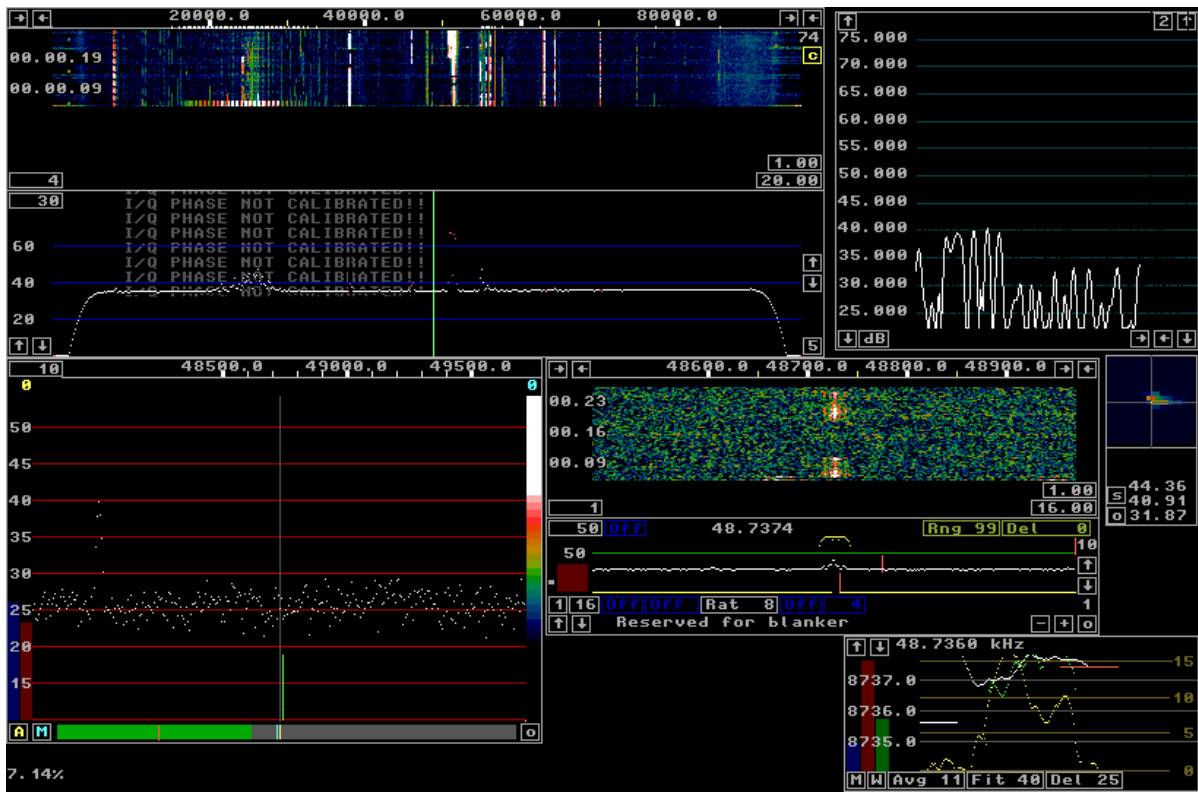 20000.0 40000.0 60000.0 80000.0
74
c
00.00.19
00.00.09
1.00
4 20.00
30
I/Q PHASE NOT CALIBRATED!!
I/Q PHASE NOT CALIBRATED!!
I/Q PHASE NOT CALIBRATED!!
I/Q PHASE NOT CALIBRATED!!
I/Q PHASE NOT CALIBRATED!!
I/Q PHASE NOT CALIBRATED!!
I/Q PHASE NOT CALIBRATED!!
I/Q PHASE NOT CALIBRATED!!
60
40
20
5
2 1
75.000
70.000
65.000
60.000
55.000
50.000
45.000
40.000
35.000
30.000
25.000
dB
10 48500.0 49000.0 49500.0
0 0
50
45
40
35
30
25
20
15
A M o
7.14%
48600.0 48700.0 48800.0 48900.0
00.23
00.16
00.09
1.00
1 16.00
50 Off 48.7374 Rng 99 Del 0
50 10
1 16 Off Off Rat 8 Off 4 1
Reserved for blanker - + o
44.36
s 40.91
o 31.87
48.7360 kHz
15
8737.0
10
8736.0
5
8735.0
0
M W Avg 11 Fit 40 Del 25